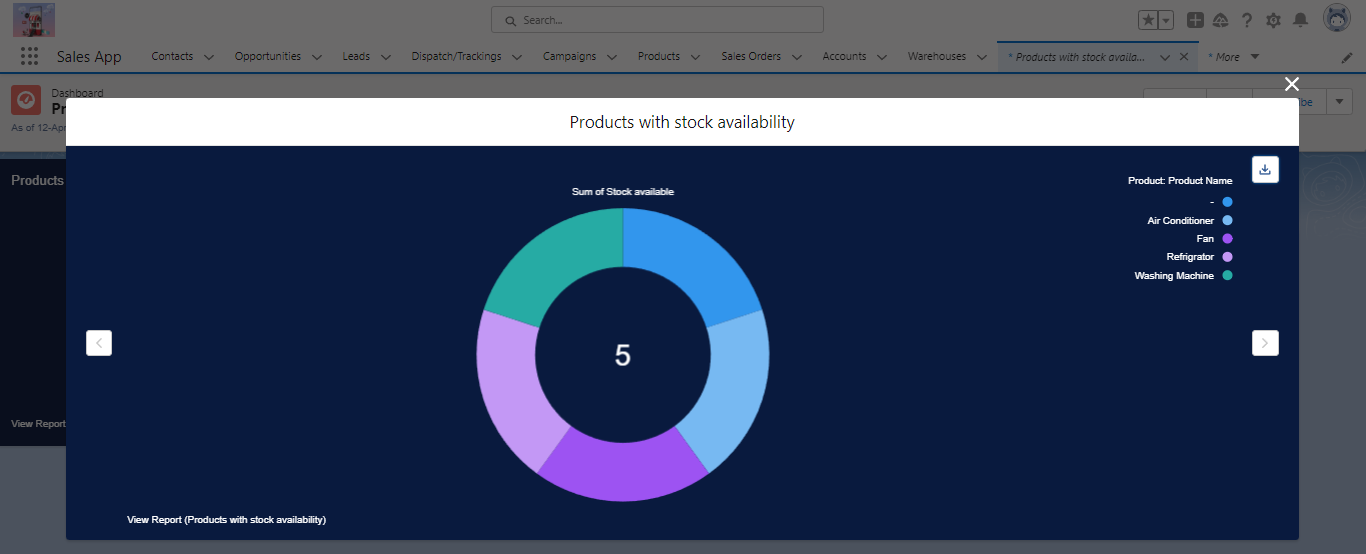 Search...
Sales App
Contacts
Opportunities
Leads
Dispatch/Trackings
Campaigns
Products
Sales Orders
Accounts
Warehouses
* Products with stock availa...
* More
Dashboard
Pr
be
As of 12-Apr
Products with stock availability
Products
Product: Product Name
Sum of Stock available
-
Air Conditioner
Fan
Refrigrator
Washing Machine
5
View Report
View Report (Products with stock availability)